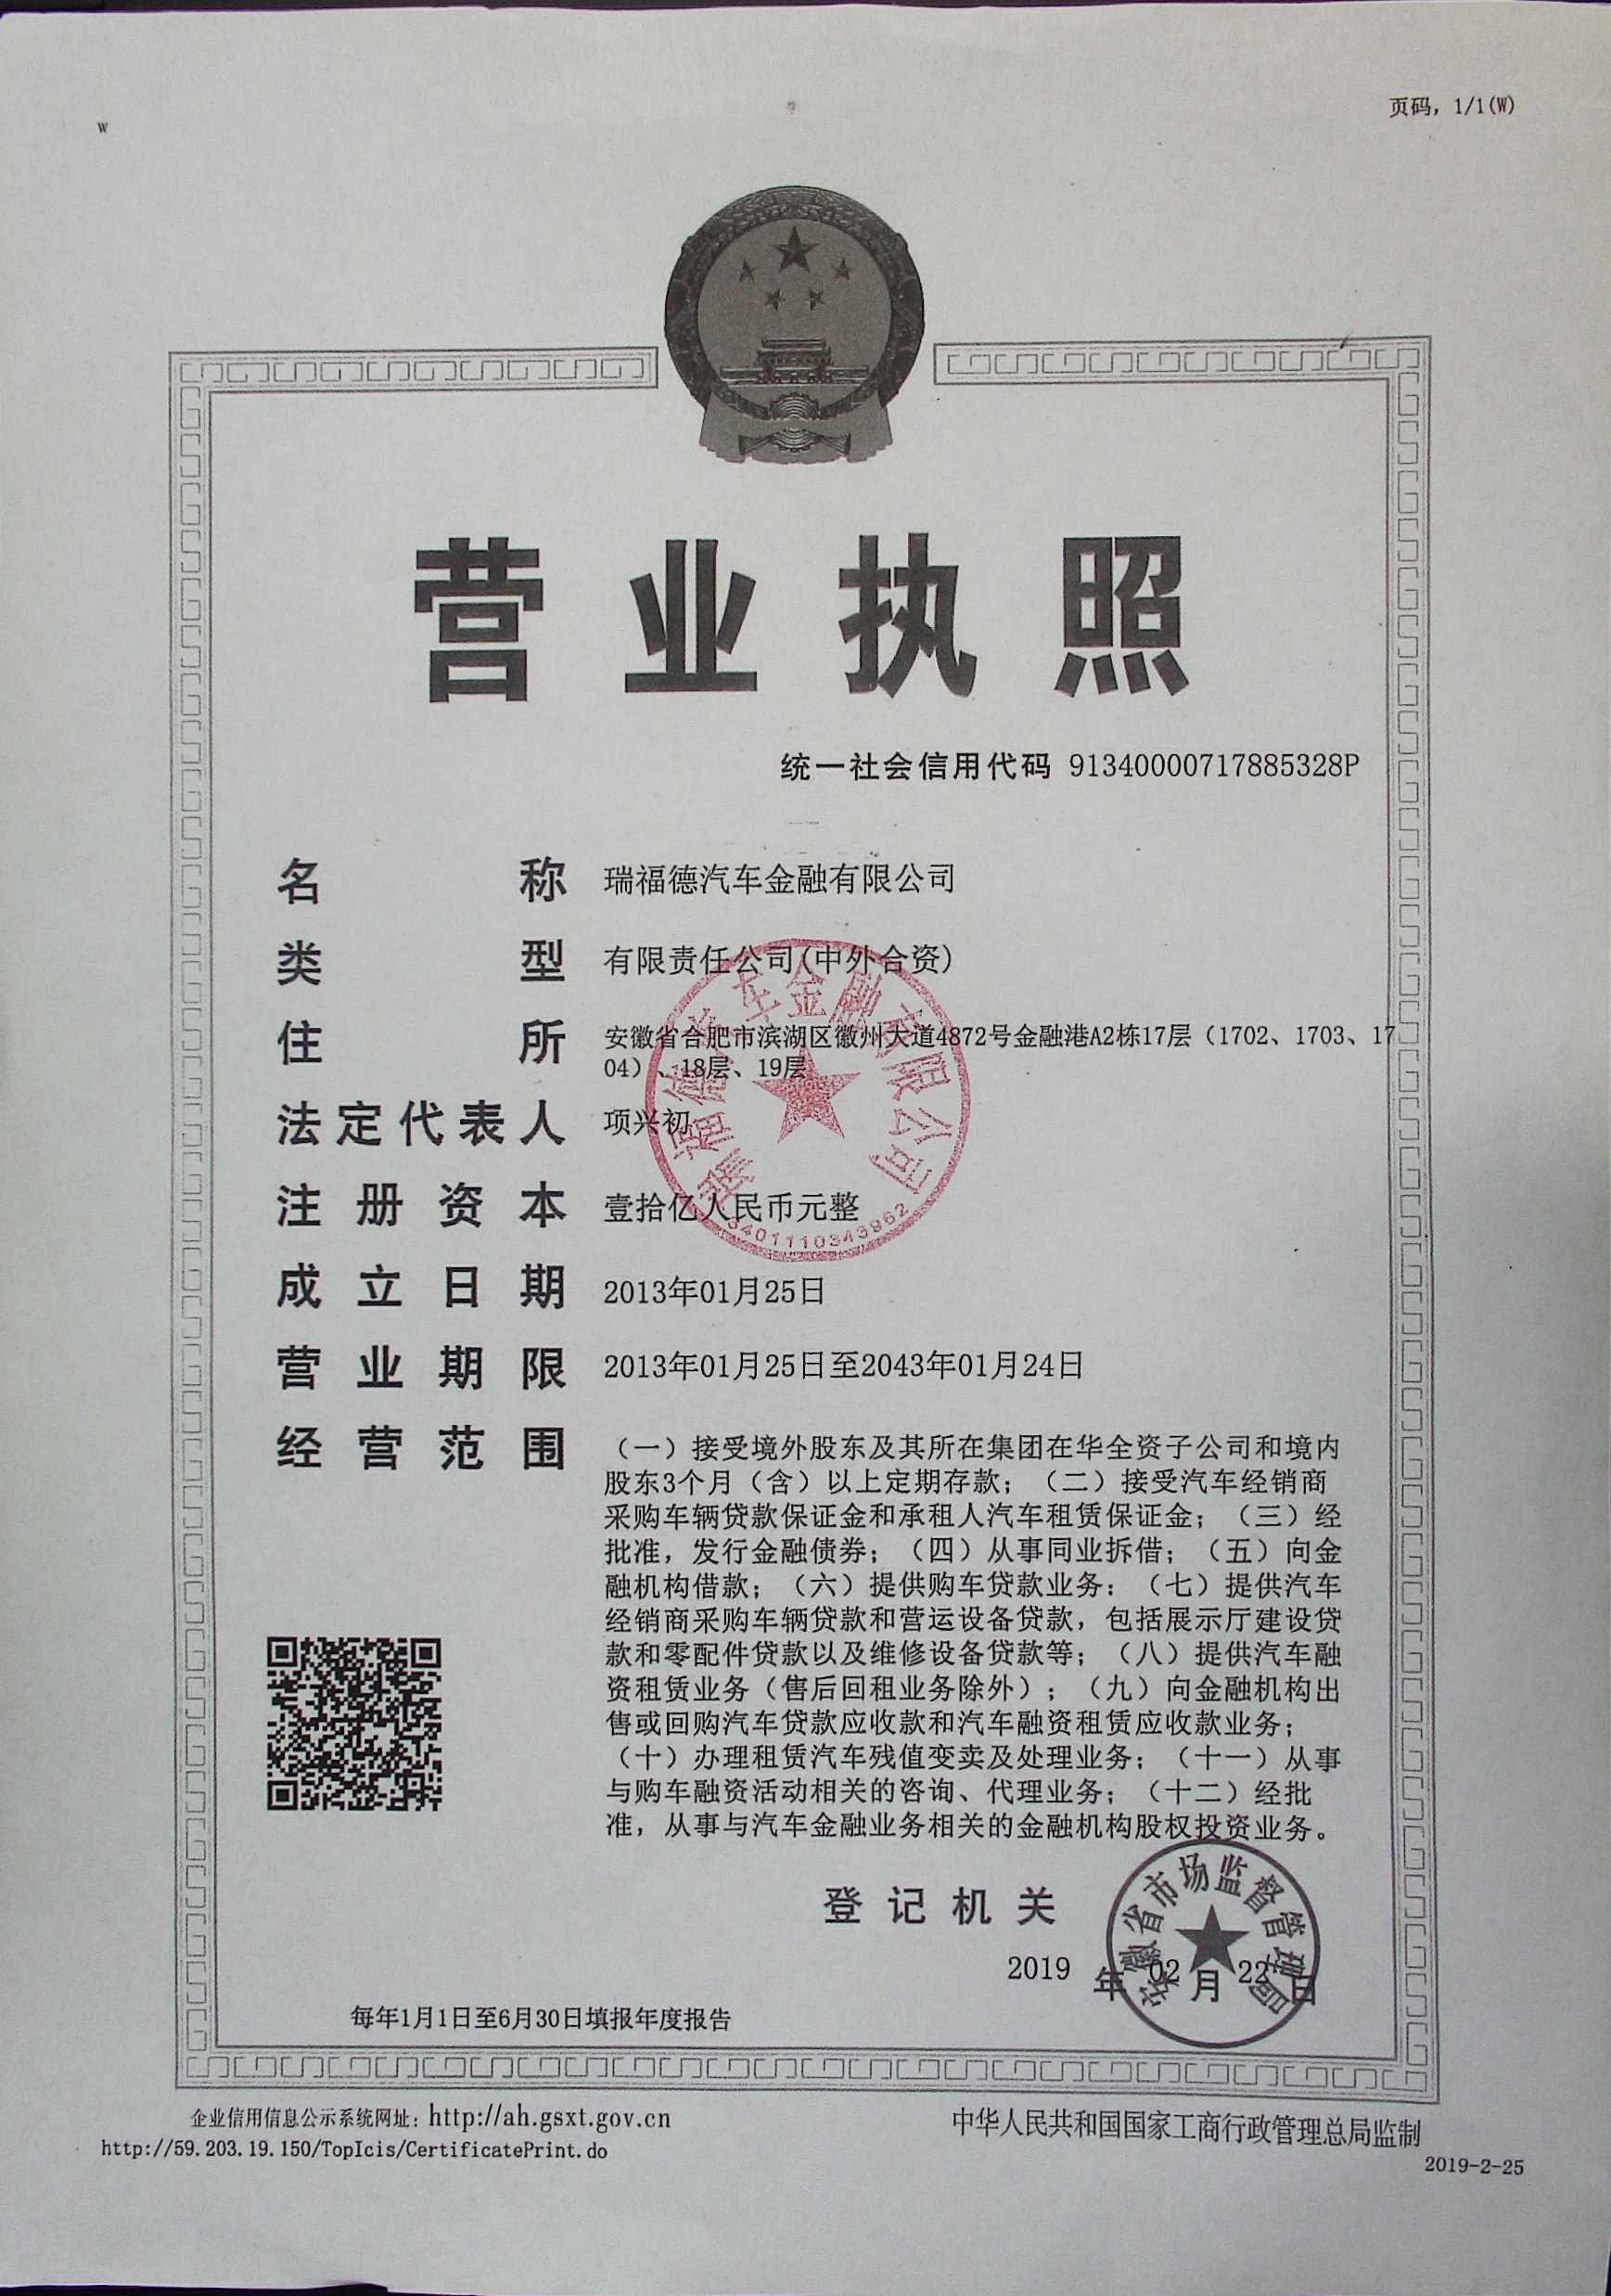 页码，1/1(W)
w
营业执照
统一社会信用代码 91340000717885328P
名称 瑞福德汽车金融有限公司
类型 有限责任公司(中外合资)
住所 安徽省合肥市滨湖区徽州大道4872号金融港A2栋17层（1702、1703、17
04）、18层、19层
法定代表人 项兴初
注册资本 壹拾亿人民币元整
成立日期 2013年01月25日
营业期限 2013年01月25日至2043年01月24日
经营范围 （一）接受境外股东及其所在集团在华全资子公司和境内
股东3个月（含）以上定期存款；（二）接受汽车经销商
采购车辆贷款保证金和承租人汽车租赁保证金；（三）经
批准，发行金融债券；（四）从事同业拆借；（五）向金
融机构借款；（六）提供购车贷款业务；（七）提供汽车
经销商采购车辆贷款和营运设备贷款，包括展示厅建设贷
款和零配件贷款以及维修设备贷款等；（八）提供汽车融
资租赁业务（售后回租业务除外）；（九）向金融机构出
售或回购汽车贷款应收款和汽车融资租赁应收款业务；
（十）办理租赁汽车残值变卖及处理业务；（十一）从事
与购车融资活动相关的咨询、代理业务；（十二）经批
准，从事与汽车金融业务相关的金融机构股权投资业务。
瑞福德汽车金融有限公司
3401110343962
登记机关
安徽省市场监督管理局
2019年02月22日
每年1月1日至6月30日填报年度报告
企业信用信息公示系统网址：http://ah.gsxt.gov.cn
中华人民共和国国家工商行政管理总局监制
http://59.203.19.150/TopIcis/CertificatePrint.do
2019-2-25